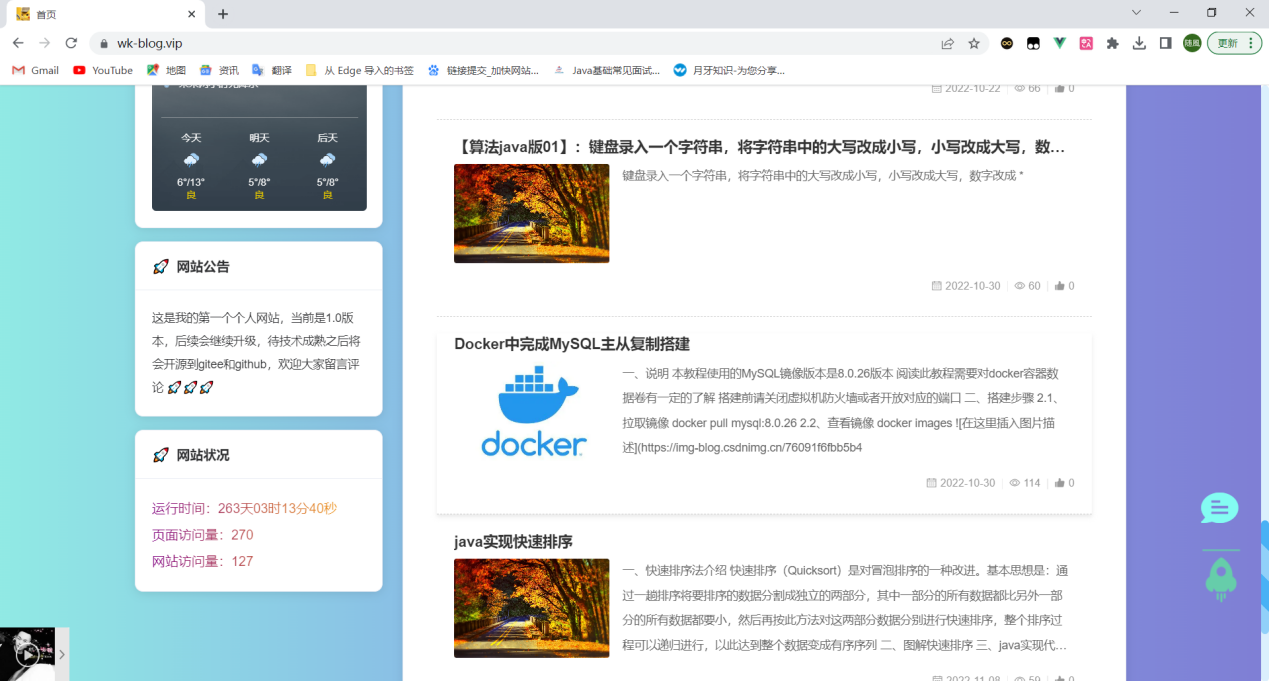 首页
wk-blog.vip
随風
更新
Gmail
YouTube
地图
资讯
翻译
从 Edge 导入的书签
链接提交_加快网站...
Java基础常见面试...
月牙知识-为您分享...
今天 明天 后天
6°/13° 5°/8° 5°/8°
良 良 良
网站公告
这是我的第一个个人网站，当前是1.0版
本，后续会继续升级，待技术成熟之后将
会开源到gitee和github，欢迎大家留言评
论
网站状况
运行时间：263天03时13分40秒
页面访问量：270
网站访问量：127
2022-10-22 66 0
【算法java版01】：键盘录入一个字符串，将字符串中的大写改成小写，小写改成大写，数...
键盘录入一个字符串，将字符串中的大写改成小写，小写改成大写，数字改成 *
2022-10-30 60 0
Docker中完成MySQL主从复制搭建
docker
一、说明 本教程使用的MySQL镜像版本是8.0.26版本 阅读此教程需要对docker容器数
据卷有一定的了解 搭建前请关闭虚拟机防火墙或者开放对应的端口 二、搭建步骤 2.1、
拉取镜像 docker pull mysql:8.0.26 2.2、查看镜像 docker images ![在这里插入图片描
述](https://img-blog.csdnimg.cn/76091f6fbb5b4
2022-10-30 114 0
java实现快速排序
一、快速排序法介绍 快速排序（Quicksort）是对冒泡排序的一种改进。基本思想是：通
过一趟排序将要排序的数据分割成独立的两部分，其中一部分的所有数据都比另外一部
分的所有数据都要小，然后再按此方法对这两部分数据分别进行快速排序，整个排序过
程可以递归进行，以此达到整个数据变成有序序列 二、图解快速排序 三、java实现代...
2022-11-08 59 0